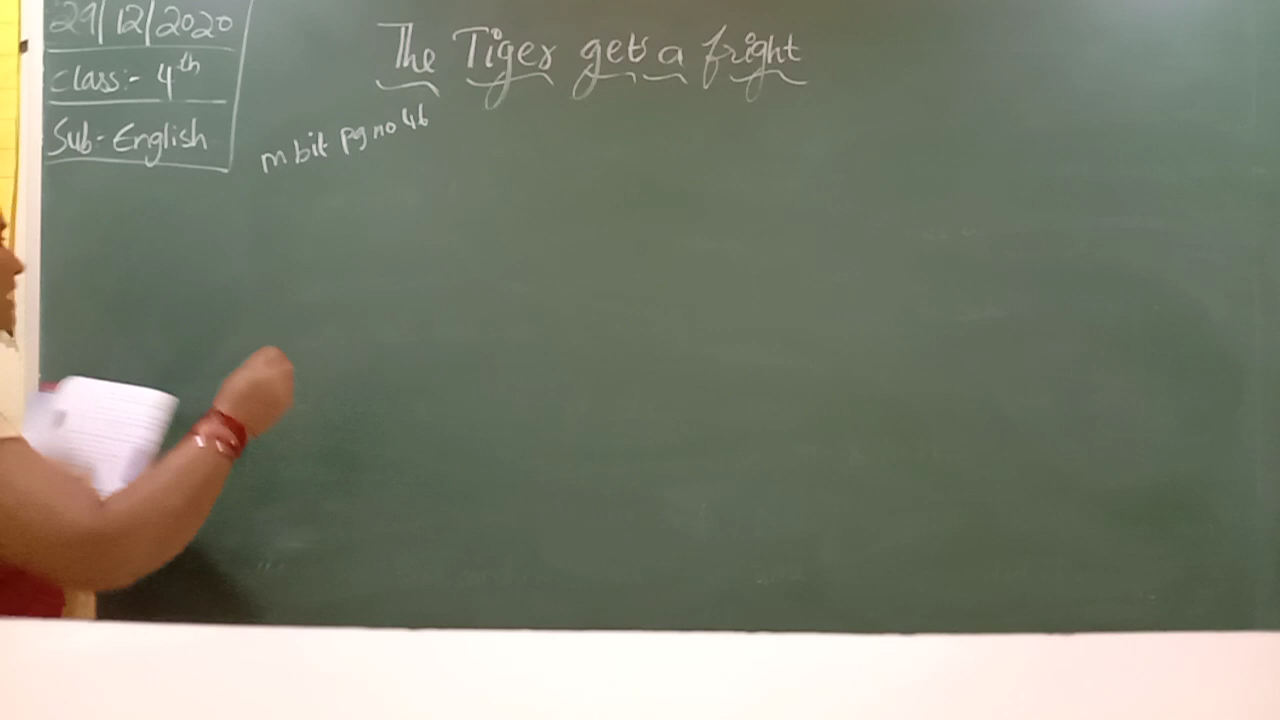 29/12/2020
Class:- 4th
Sub:- English
The Tiger gets a fright
m bit pg no 46